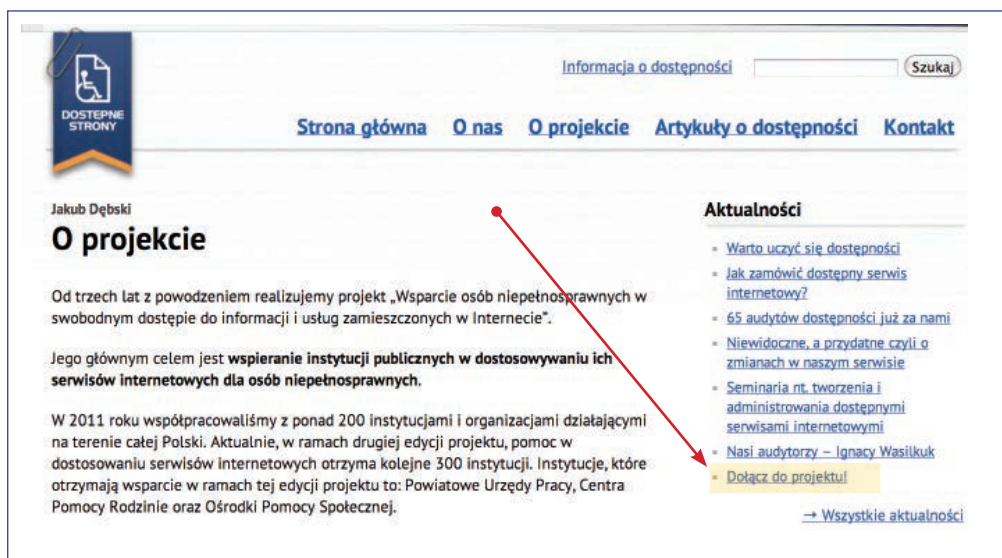 DOSTEPNE
STRONY
Informacja o dostępności
Szukaj
Strona główna O nas O projekcie Artykuły o dostępności Kontakt
Jakub Dębski
O projekcie
Od trzech lat z powodzeniem realizujemy projekt „Wsparcie osób niepełnosprawnych w
swobodnym dostępie do informacji i usług zamieszczonych w Internecie”.
Jego głównym celem jest wspieranie instytucji publicznych w dostosowywaniu ich
serwisów internetowych dla osób niepełnosprawnych.
W 2011 roku współpracowaliśmy z ponad 200 instytucjami i organizacjami działającymi
na terenie całej Polski. Aktualnie, w ramach drugiej edycji projektu, pomoc w
dostosowaniu serwisów internetowych otrzyma kolejne 300 instytucji. Instytucje, które
otrzymają wsparcie w ramach tej edycji projektu to: Powiatowe Urzędy Pracy, Centra
Pomocy Rodzinie oraz Ośrodki Pomocy Społecznej.
Aktualności
Warto uczyć się dostępności
Jak zamówić dostępny serwis
internetowy?
65 audytów dostępności już za nami
Niewidoczne, a przydatne czyli o
zmianach w naszym serwisie
Seminaria nt. tworzenia i
administrowania dostępnymi
serwisami internetowymi
Nasi audytorzy – Ignacy Wasilkuk
Dołącz do projektu!
→ Wszystkie aktualności